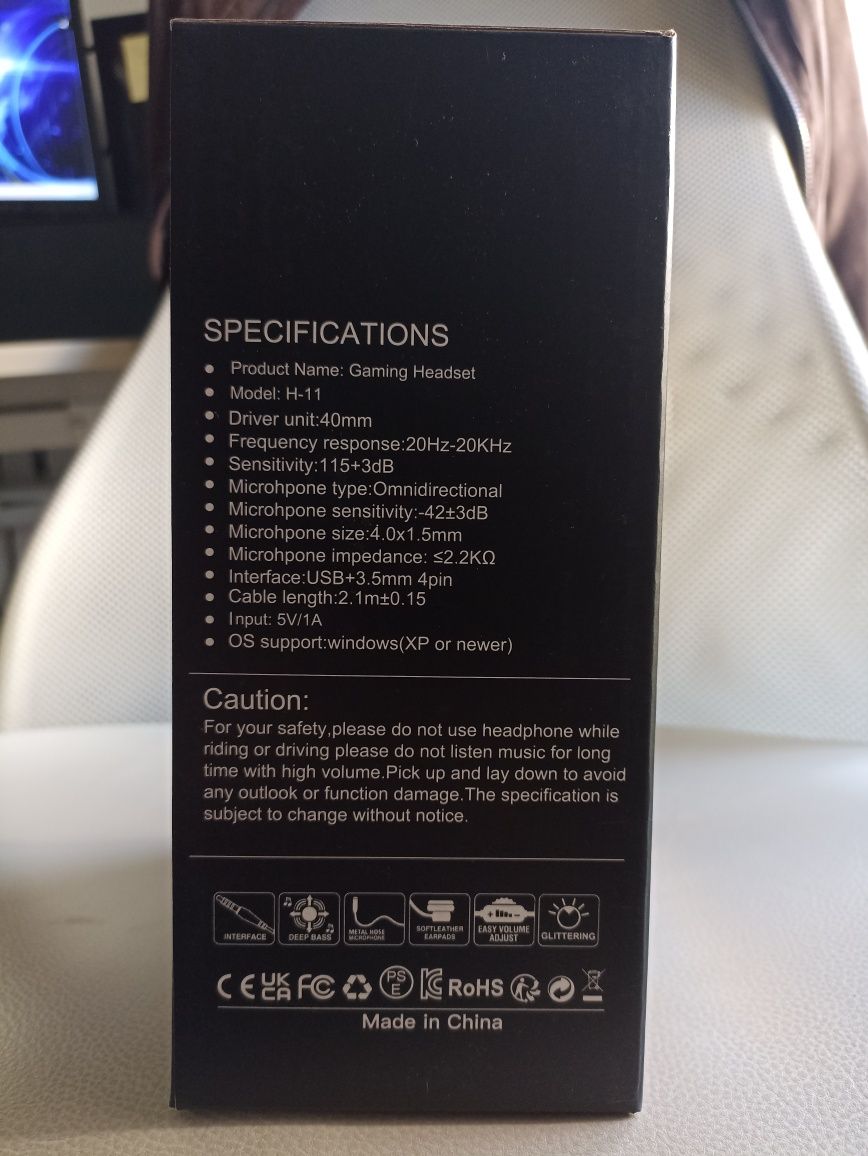 SPECIFICATIONS
● Product Name: Gaming Headset
● Model: H-11
● Driver unit:40mm
● Frequency response:20Hz-20KHz
● Sensitivity:115+3dB
● Microhpone type:Omnidirectional
● Microhpone sensitivity:-42±3dB
● Microhpone size:4.0x1.5mm
● Microhpone impedance: ≤2.2KΩ
● Interface:USB+3.5mm 4pin
● Cable length:2.1m±0.15
● Input: 5V/1A
● OS support:windows(XP or newer)
Caution:
For your safety,please do not use headphone while
riding or driving please do not listen music for long
time with high volume.Pick up and lay down to avoid
any outlook or function damage.The specification is
subject to change without notice.
INTERFACE
DEEP BASS
METAL HOSE
MICROPHONE
SOFTLEATHER
EARPADS
EASY VOLUME
ADJUST
GLITTERING
CE UK CA FC PS E RoHS
Made in China